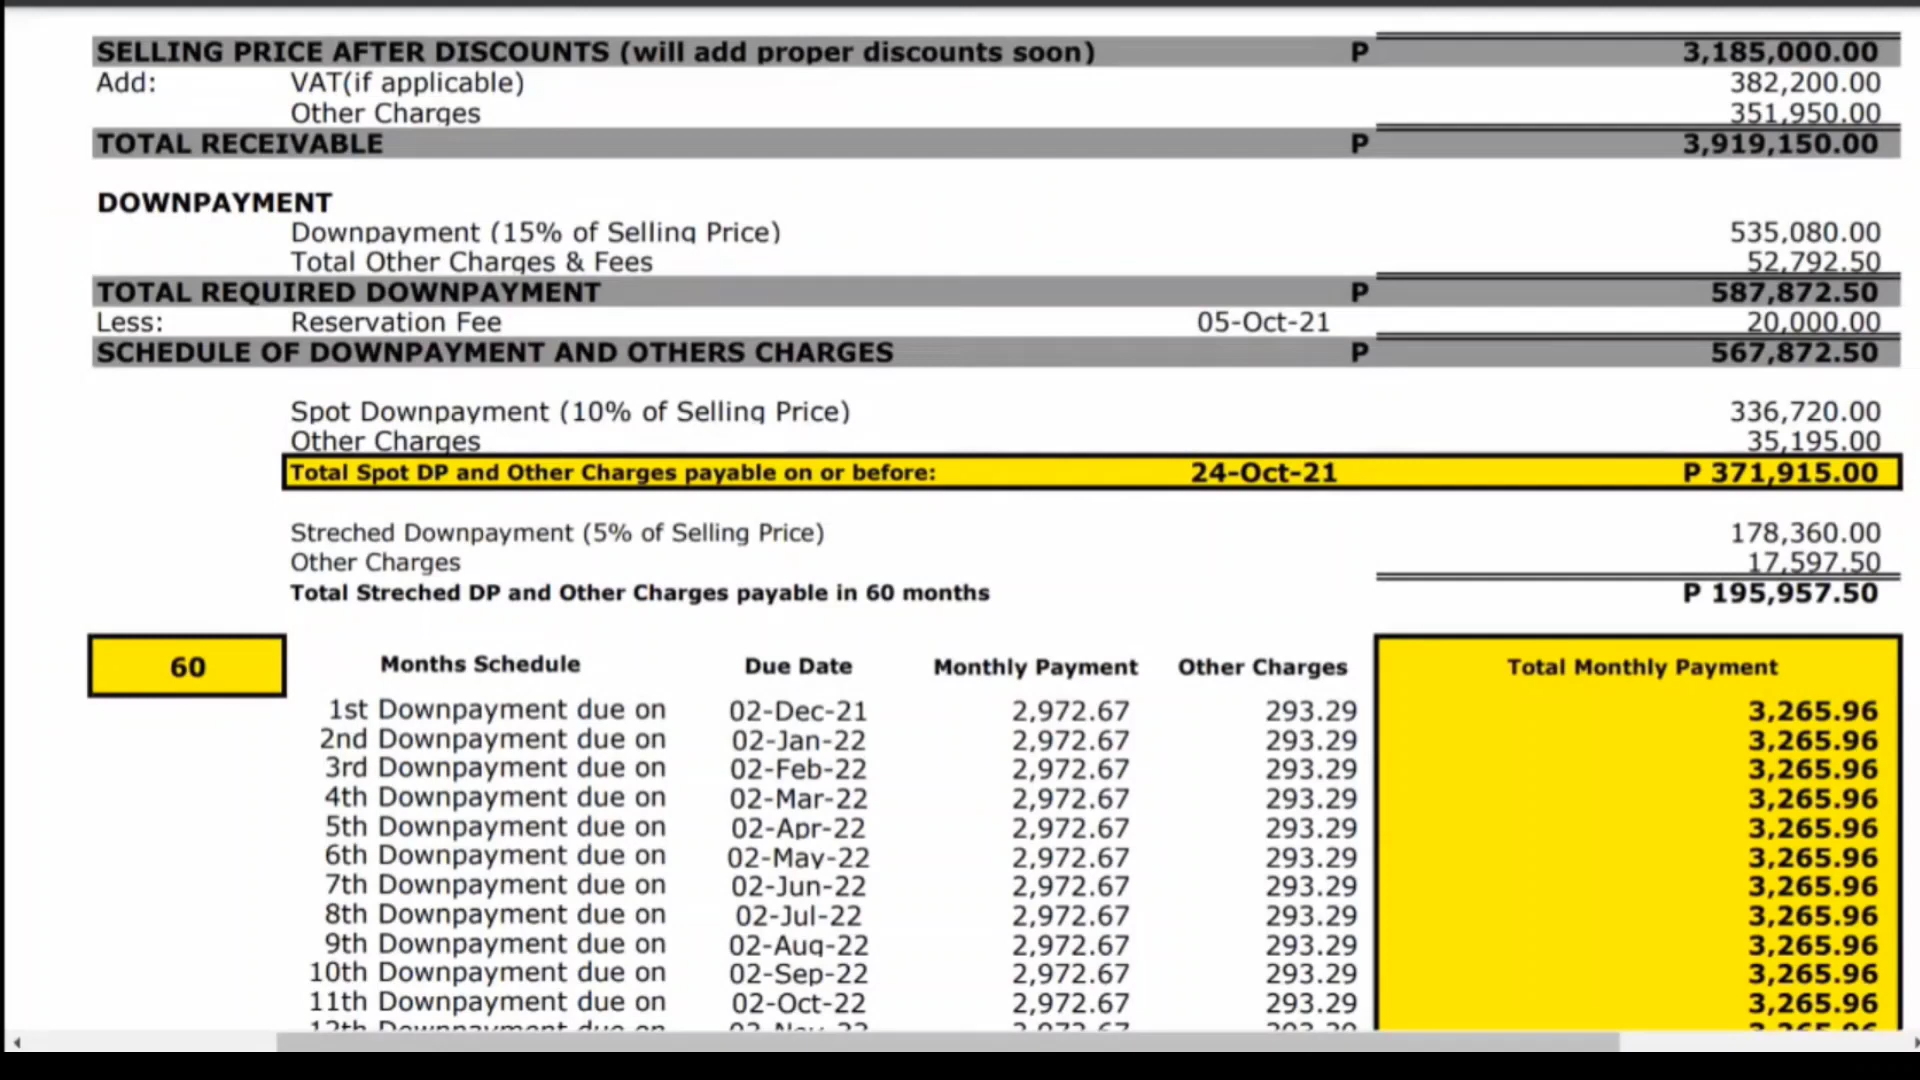 SELLING PRICE AFTER DISCOUNTS (will add proper discounts soon) P 3,185,000.00
Add: VAT(if applicable) 382,200.00
Other Charges 351,950.00
TOTAL RECEIVABLE P 3,919,150.00
DOWNPAYMENT
Downpayment (15% of Selling Price) 535,080.00
Total Other Charges & Fees 52,792.50
TOTAL REQUIRED DOWNPAYMENT P 587,872.50
Less: Reservation Fee 05-Oct-21 20,000.00
SCHEDULE OF DOWNPAYMENT AND OTHERS CHARGES P 567,872.50
Spot Downpayment (10% of Selling Price) 336,720.00
Other Charges 35,195.00
Total Spot DP and Other Charges payable on or before: 24-Oct-21 P 371,915.00
Streched Downpayment (5% of Selling Price) 178,360.00
Other Charges 17,597.50
Total Streched DP and Other Charges payable in 60 months P 195,957.50
60 Months Schedule Due Date Monthly Payment Other Charges Total Monthly Payment
1st Downpayment due on 02-Dec-21 2,972.67 293.29 3,265.96
2nd Downpayment due on 02-Jan-22 2,972.67 293.29 3,265.96
3rd Downpayment due on 02-Feb-22 2,972.67 293.29 3,265.96
4th Downpayment due on 02-Mar-22 2,972.67 293.29 3,265.96
5th Downpayment due on 02-Apr-22 2,972.67 293.29 3,265.96
6th Downpayment due on 02-May-22 2,972.67 293.29 3,265.96
7th Downpayment due on 02-Jun-22 2,972.67 293.29 3,265.96
8th Downpayment due on 02-Jul-22 2,972.67 293.29 3,265.96
9th Downpayment due on 02-Aug-22 2,972.67 293.29 3,265.96
10th Downpayment due on 02-Sep-22 2,972.67 293.29 3,265.96
11th Downpayment due on 02-Oct-22 2,972.67 293.29 3,265.96